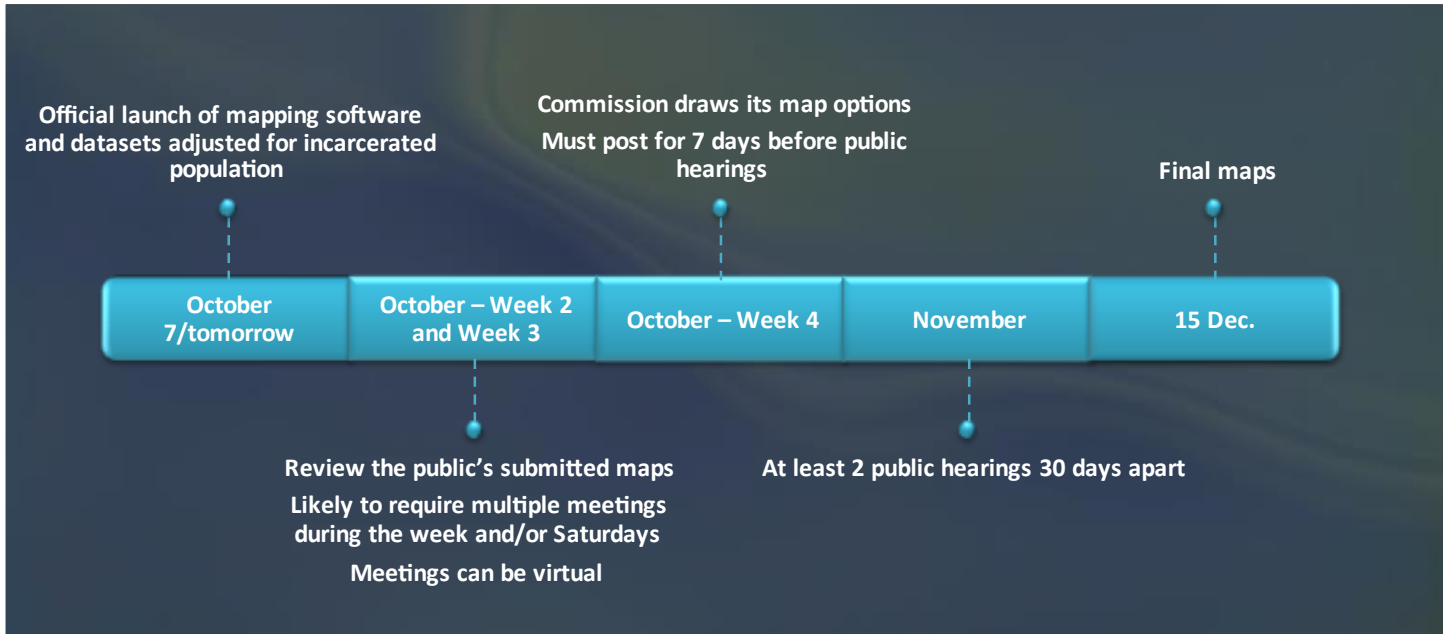 Official launch of mapping software
and datasets adjusted for incarcerated
population
Commission draws its map options
Must post for 7 days before public
hearings
Final maps
October
7/tomorrow
October – Week 2
and Week 3
October – Week 4
November
15 Dec.
Review the public’s submitted maps
Likely to require multiple meetings
during the week and/or Saturdays
Meetings can be virtual
At least 2 public hearings 30 days apart